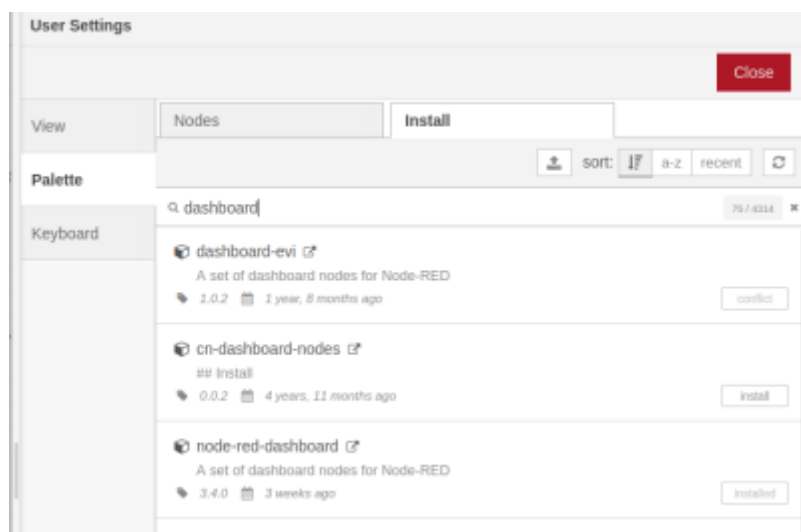 User Settings
Close
View
Nodes
Install
Palette
sort:
a-z
recent
dashboard
75 / 4314
Keyboard
dashboard-evi
A set of dashboard nodes for Node-RED
1.0.2 1 year, 8 months ago
conflict
cn-dashboard-nodes
## Install
0.0.2 4 years, 11 months ago
install
node-red-dashboard
A set of dashboard nodes for Node-RED
3.4.0 3 weeks ago
installed